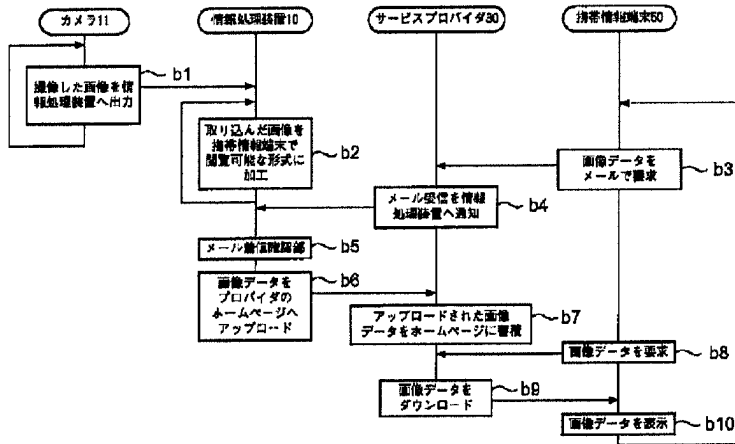 カメラ11
情報処理装置10
サービスプロバイダ30
携帯情報端末50
撮像した画像を情
報処理装置へ出力
b1
取り込んだ画像を
携帯情報端末で
閲覧可能な形式に
加工
b2
画像データを
メールで要求
b3
メール受信を情報
処理装置へ通知
b4
メール着信確認部
b5
画像データを
プロバイダの
ホームページへ
アップロード
b6
アップロードされた画像
データをホームページに蓄積
b7
画像データを要求
b8
画像データを
ダウンロード
b9
画像データを表示
b10